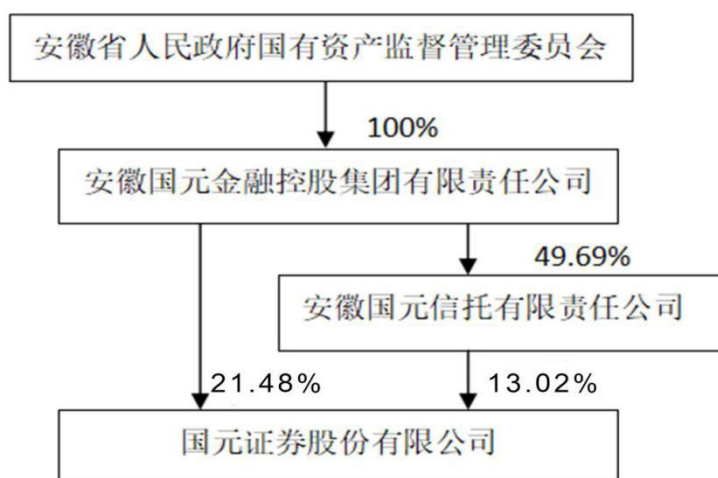 安徽省人民政府国有资产监督管理委员会
100%
安徽国元金融控股集团有限责任公司
49.69%
安徽国元信托有限责任公司
21.48%
13.02%
国元证券股份有限公司